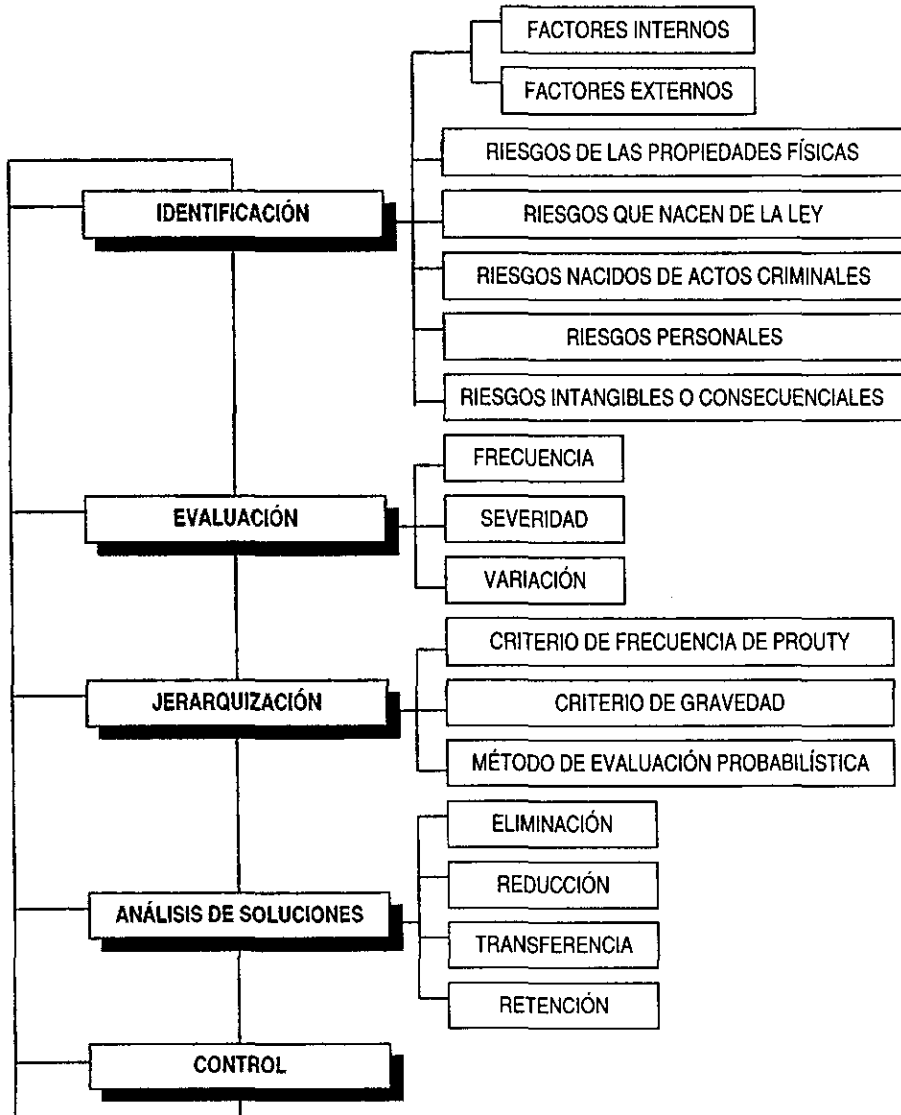 FACTORES INTERNOS
FACTORES EXTERNOS
RIESGOS DE LAS PROPIEDADES FÍSICAS
IDENTIFICACIÓN
RIESGOS QUE NACEN DE LA LEY
RIESGOS NACIDOS DE ACTOS CRIMINALES
RIESGOS PERSONALES
RIESGOS INTANGIBLES O CONSECUENCIALES
FRECUENCIA
EVALUACIÓN
SEVERIDAD
VARIACIÓN
CRITERIO DE FRECUENCIA DE PROUTY
JERARQUIZACIÓN
CRITERIO DE GRAVEDAD
MÉTODO DE EVALUACIÓN PROBABILÍSTICA
ELIMINACIÓN
REDUCCIÓN
ANÁLISIS DE SOLUCIONES
TRANSFERENCIA
RETENCIÓN
CONTROL